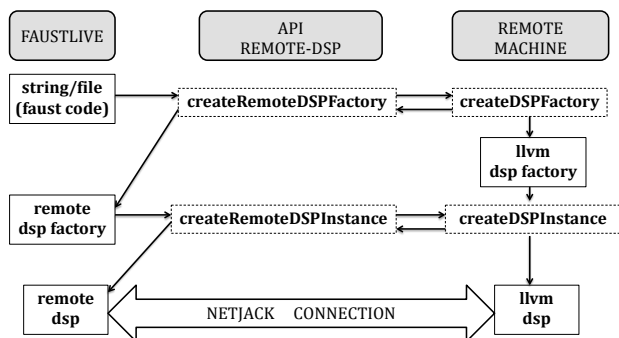 FAUSTLIVE
API
REMOTE-DSP
REMOTE
MACHINE
string/file
(faust code)
createRemoteDSPFactory
createDSPFactory
llvm
dsp factory
remote
dsp factory
createRemoteDSPInstance
createDSPInstance
remote
dsp
NETJACK CONNECTION
llvm
dsp